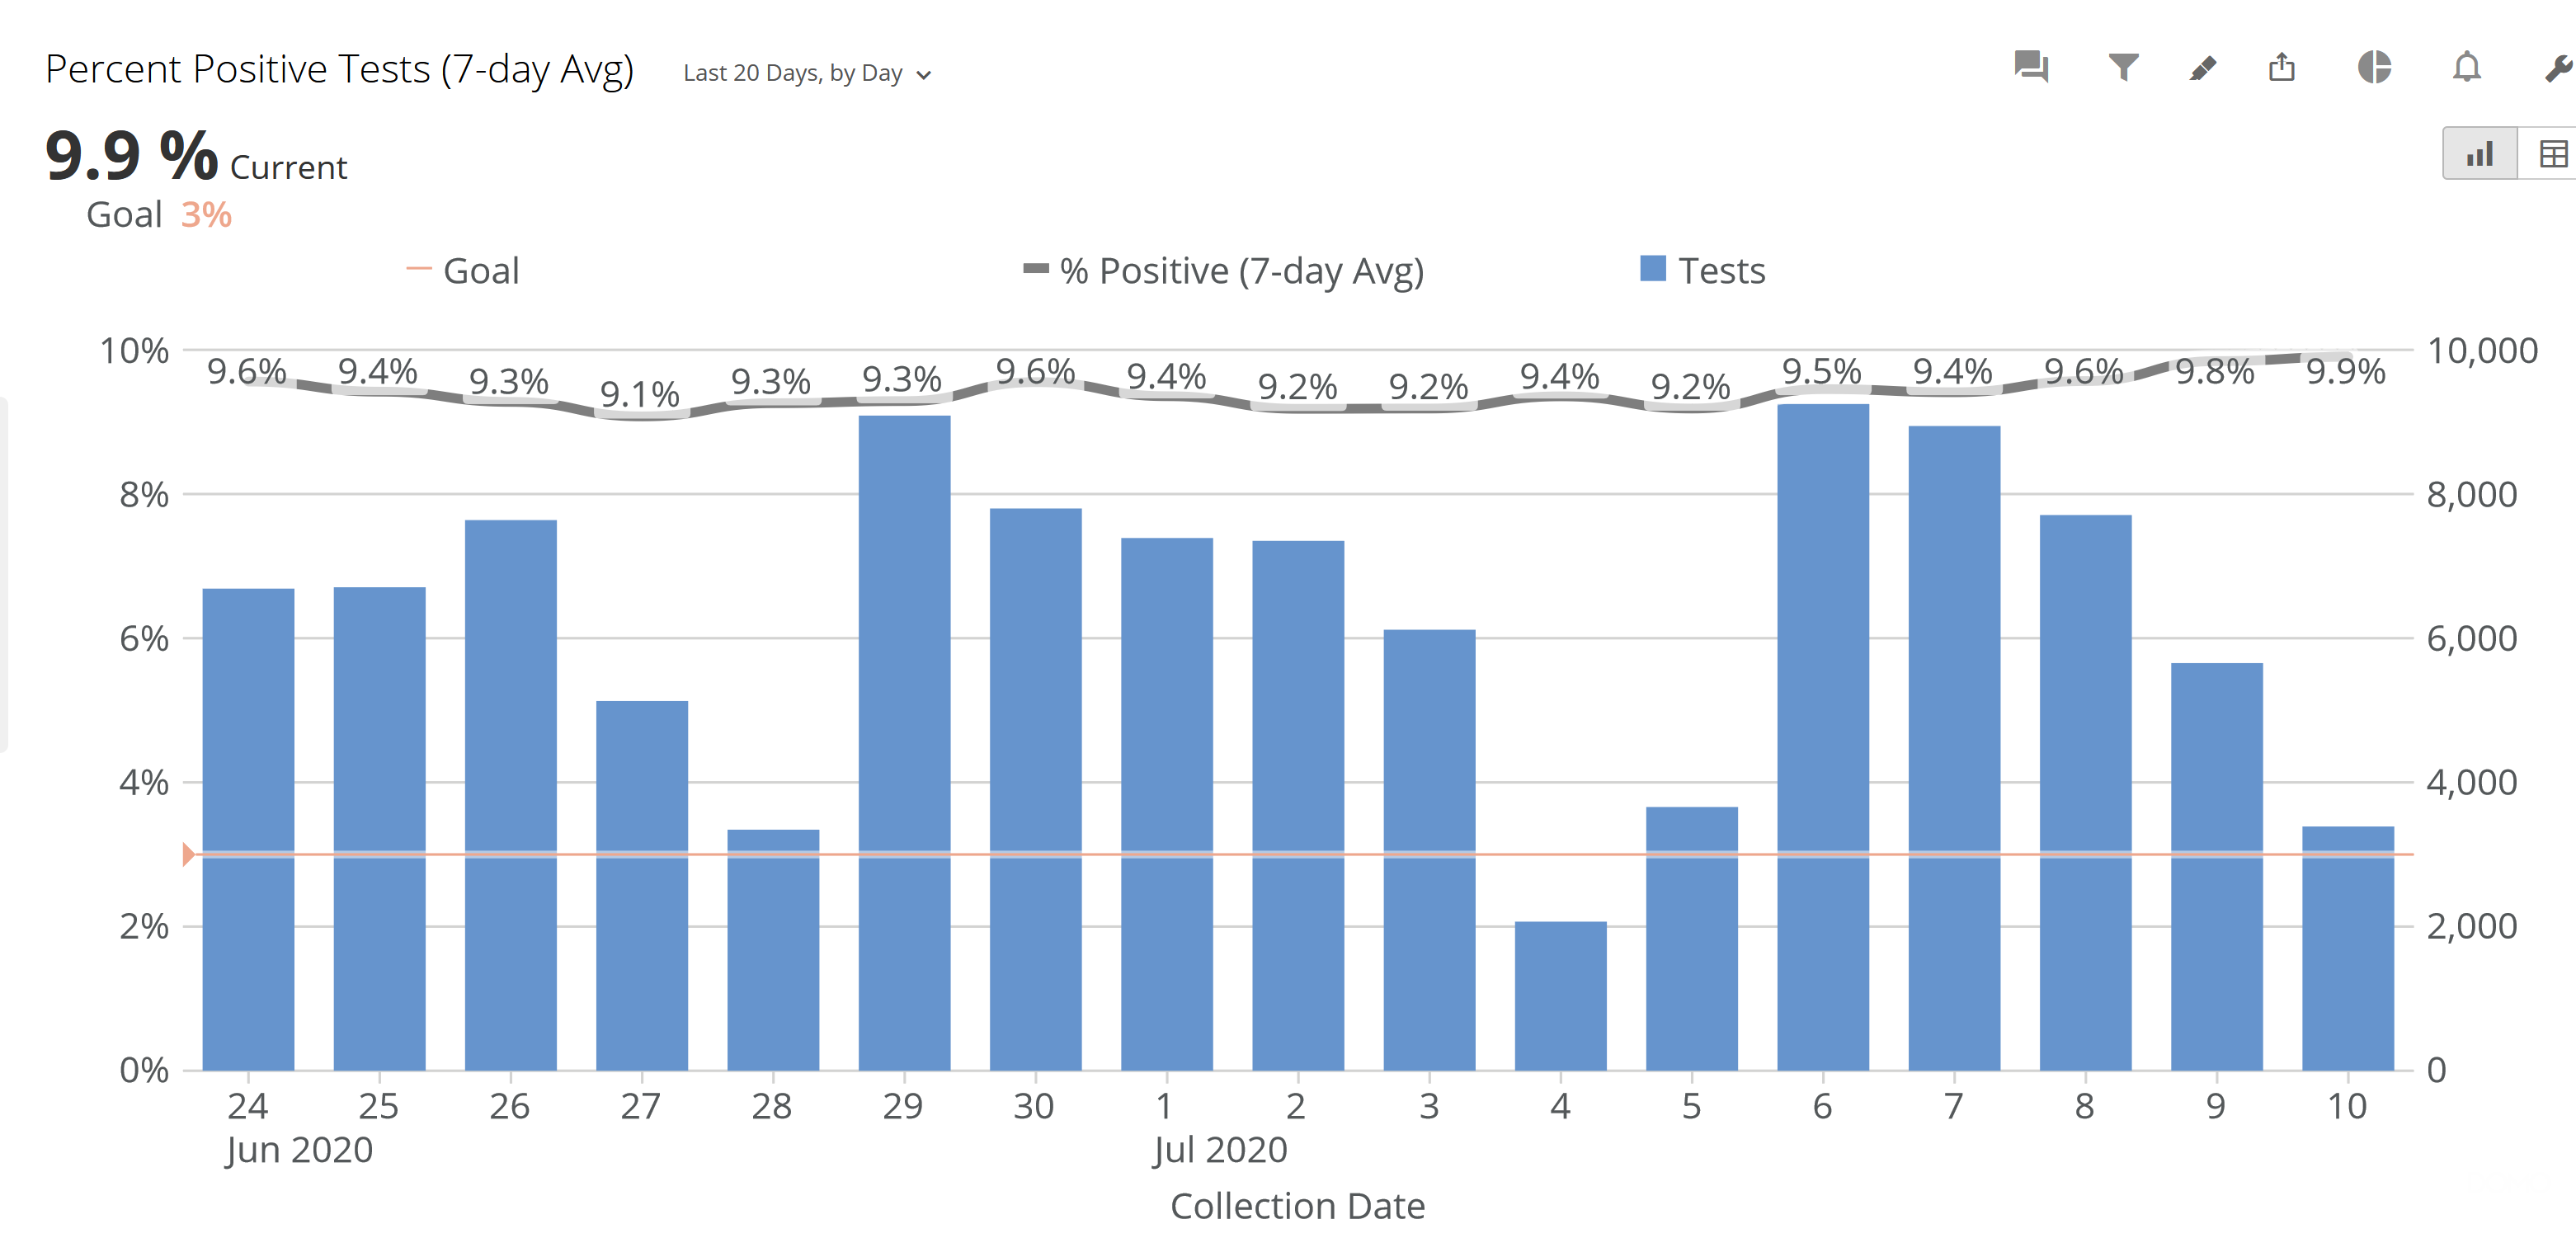 Percent Positive Tests (7-day Avg) Last 20 Days, by Day
9.9 % Current
Goal 3%
Goal % Positive (7-day Avg) Tests
10% 10,000
9.6% 9.4% 9.3% 9.1% 9.3% 9.3% 9.6% 9.4% 9.2% 9.2% 9.4% 9.2% 9.5% 9.4% 9.6% 9.8% 9.9%
8% 8,000
6% 6,000
4% 4,000
2% 2,000
0% 0
24 25 26 27 28 29 30 1 2 3 4 5 6 7 8 9 10
Jun 2020 Jul 2020
Collection Date